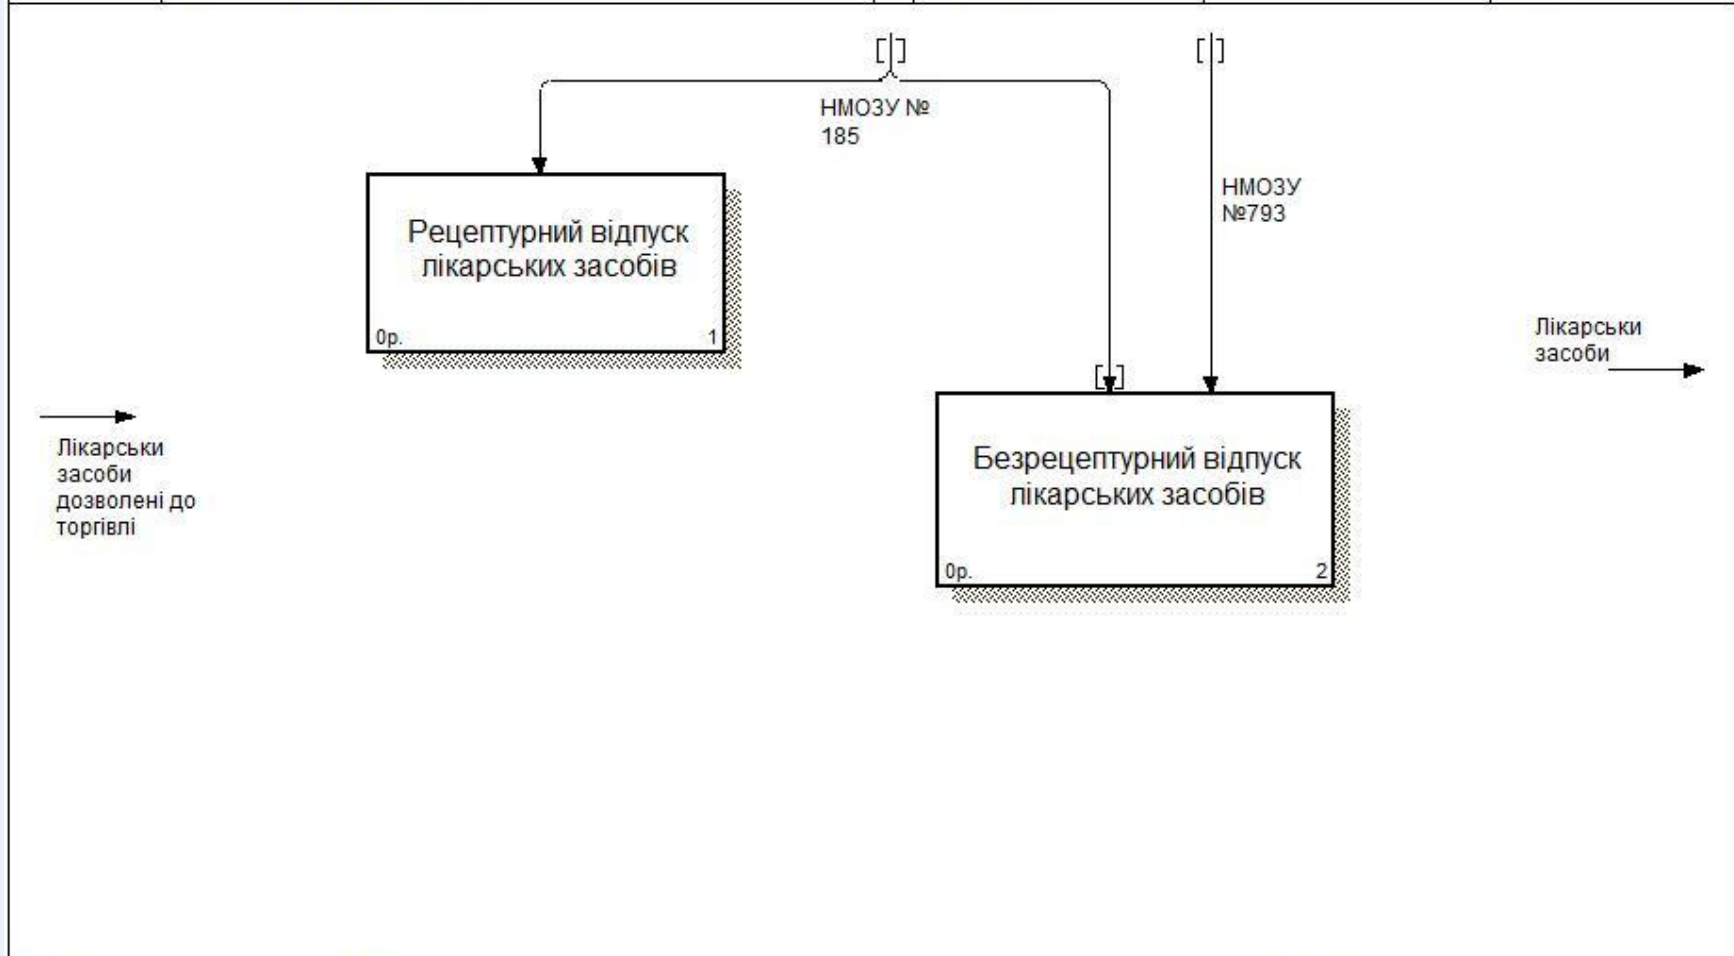 НМОЗУ №
185
НМОЗУ
№793
Рецептурний відпуск
лікарських засобів
0р.
1
Лікарськи
засоби
Лікарськи
засоби
дозволені до
торгівлі
Безрецептурний відпуск
лікарських засобів
0р.
2